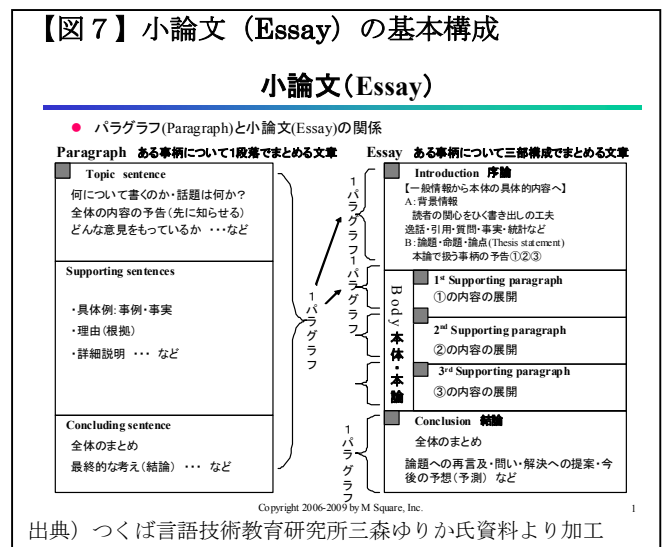 【図７】小論文（Essay）の基本構成
小論文(Essay)
● パラグラフ(Paragraph)と小論文(Essay)の関係
Paragraph ある事柄について1段落でまとめる文章
Topic sentence
何について書くのか・話題は何か?
全体の内容の予告(先に知らせる)
どんな意見をもっているか ・・・など
Supporting sentences
・具体例:事例・事実
・理由(根拠)
・詳細説明 ・・・ など
Concluding sentence
全体のまとめ
最終的な考え(結論) ・・・ など
1パラグラフ
Essay ある事柄について三部構成でまとめる文章
1パラグラフ
Introduction 序論
【一般情報から本体の具体的内容へ】
A:背景情報
読者の関心をひく書き出しの工夫
逸話・引用・質問・事実・統計など
B:論題・命題・論点(Thesis statement)
本論で扱う事柄の予告①②③
1パラグラフ
Body 本体・本論
1st Supporting paragraph
①の内容の展開
2nd Supporting paragraph
②の内容の展開
3rd Supporting paragraph
③の内容の展開
1パラグラフ
Conclusion 結論
全体のまとめ
論題への再言及・問い・解決への提案・今
後の予想(予測) など
Copyright 2006-2009 by M Square, Inc.
1
出典）つくば言語技術教育研究所三森ゆりか氏資料より加工